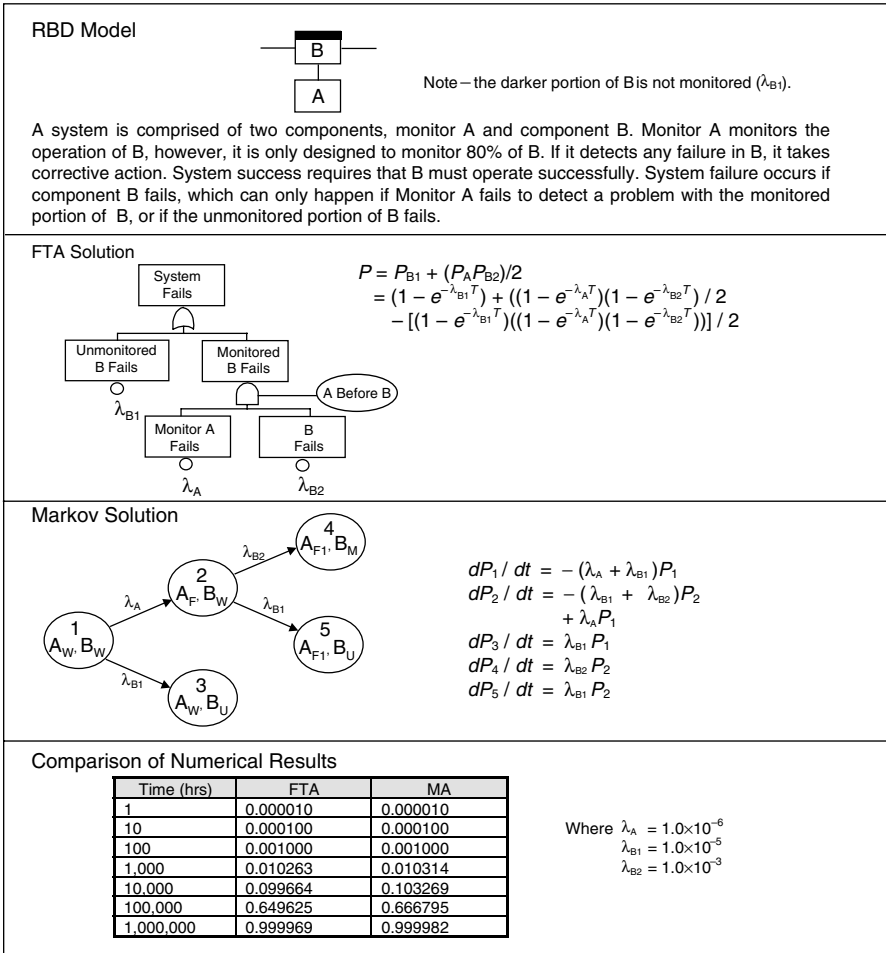 RBD Model
B
A
Note—the darker portion of B is not monitored (λB1).
A system is comprised of two components, monitor A and component B. Monitor A monitors the
operation of B, however, it is only designed to monitor 80% of B. If it detects any failure in B, it takes
corrective action. System success requires that B must operate successfully. System failure occurs if
component B fails, which can only happen if Monitor A fails to detect a problem with the monitored
portion of B, or if the unmonitored portion of B fails.
FTA Solution
System
Fails
Unmonitored
B Fails
Monitored
B Fails
A Before B
λB1
Monitor A
Fails
B
Fails
λA
λB2
P = PB1 + (PAPB2)/2
= (1 – e^–λB1T) + ((1 – e^–λAT)(1 – e^–λB2T) / 2
– [(1 – e^–λB1T)((1 – e^–λAT)(1 – e^–λB2T))] / 2
Markov Solution
1
AW, BW
λA
λB1
2
AF, BW
3
AW, BU
λB2
λB1
4
AF1, BM
5
AF1, BU
dP1 / dt = – (λA + λB1)P1
dP2 / dt = – ( λB1 + λB2)P2
+ λAP1
dP3 / dt = λB1 P1
dP4 / dt = λB2 P2
dP5 / dt = λB1 P2
Comparison of Numerical Results
Time (hrs) FTA MA
1 0.000010 0.000010
10 0.000100 0.000100
100 0.001000 0.001000
1,000 0.010263 0.010314
10,000 0.099664 0.103269
100,000 0.649625 0.666795
1,000,000 0.999969 0.999982
Where λA = 1.0×10⁻⁶
λB1 = 1.0×10⁻⁵
λB2 = 1.0×10⁻³